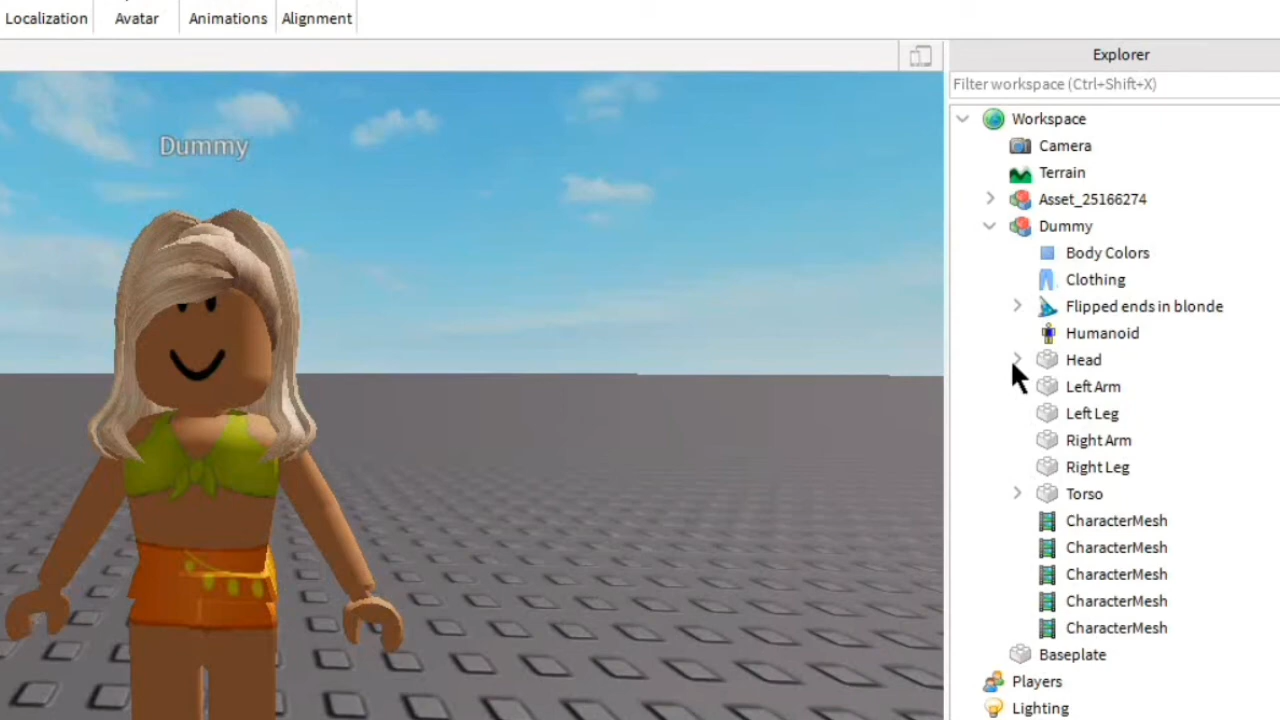 Localization
Avatar
Animations
Alignment
Explorer
Filter workspace (Ctrl+Shift+X)
Dummy
Workspace
Camera
Terrain
Asset_25166274
Dummy
Body Colors
Clothing
Flipped ends in blonde
Humanoid
Head
Left Arm
Left Leg
Right Arm
Right Leg
Torso
CharacterMesh
CharacterMesh
CharacterMesh
CharacterMesh
CharacterMesh
Baseplate
Players
Lighting